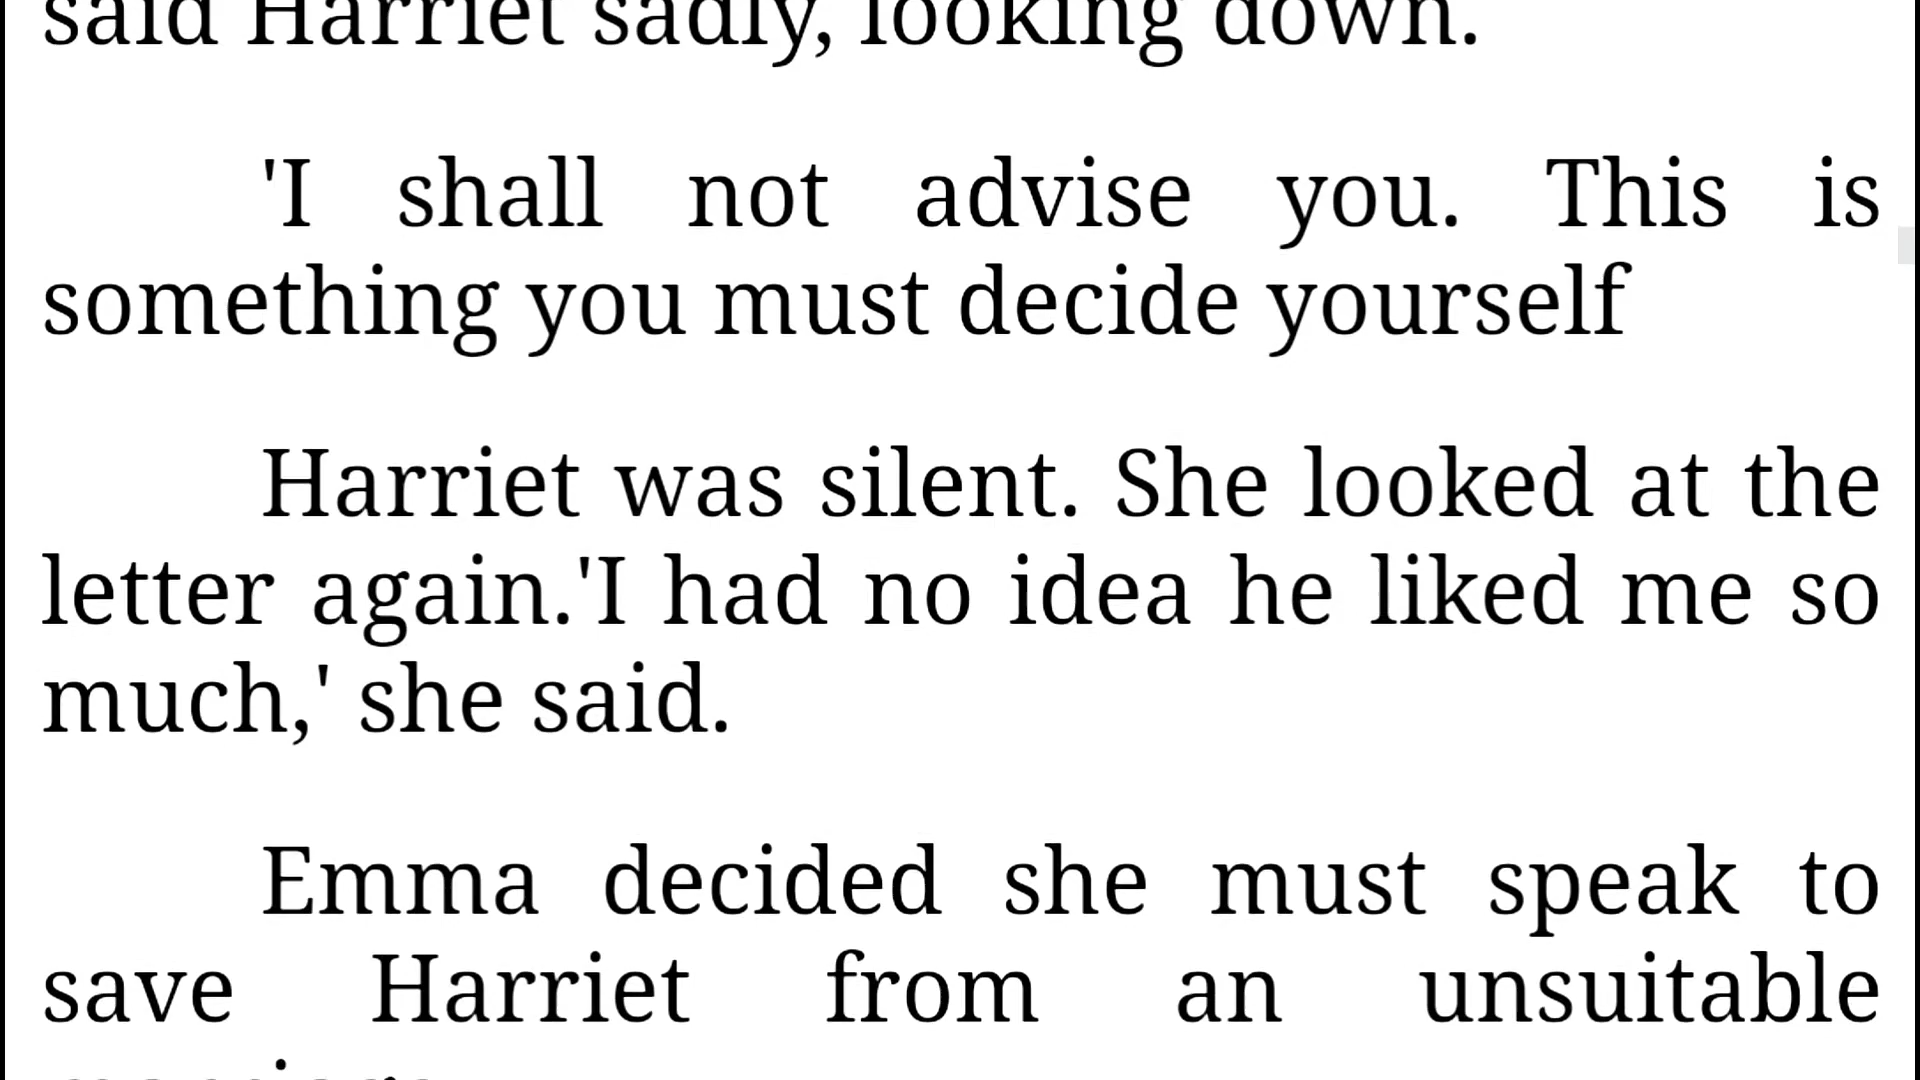 said Harriet sadly, looking down.
'I shall not advise you. This is
something you must decide yourself
Harriet was silent. She looked at the
letter again.'I had no idea he liked me so
much,' she said.
Emma decided she must speak to
save Harriet from an unsuitable